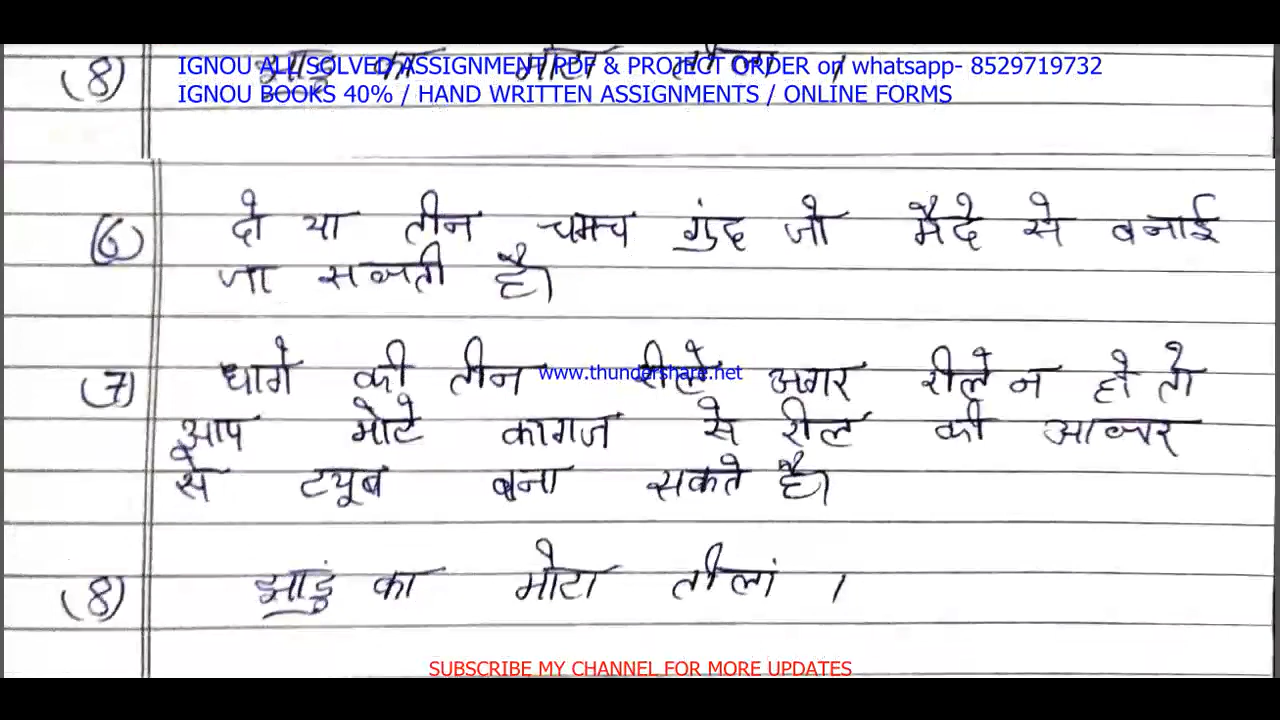 (8) झाडु का मोटा तीला ।
IGNOU ALL SOLVED ASSIGNMENT PDF & PROJECT ORDER on whatsapp- 8529719732
IGNOU BOOKS 40% / HAND WRITTEN ASSIGNMENTS / ONLINE FORMS
(6) दो या तीन चम्मच गुंद जो मैदे से बनाई
जा सकती है।
(7) धागे की तीन रीले अगर रीले न हो तो
www.thundershare.net
आप मोटे कागज से रील की आकार
से टयूब बना सकते है।
(8) झाडुं का मोटा तीलां ।
SUBSCRIBE MY CHANNEL FOR MORE UPDATES